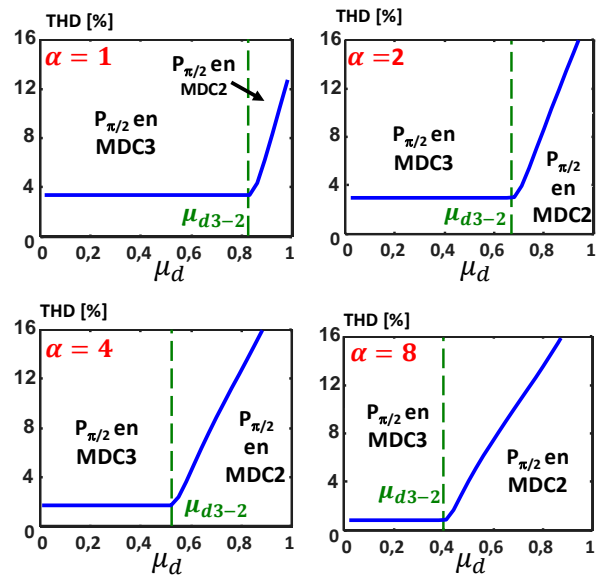 THD [%]
16
12
8
4
0
α = 1
P_{π/2} en
MDC2
P_{π/2} en
MDC3
μ_{d3−2}
0 0,2 0,4 0,6 0,8 1
μ_d
THD [%]
16
12
8
4
0
α =2
P_{π/2} en
MDC3
P_{π/2}
en
MDC2
μ_{d3−2}
0 0,2 0,4 0,6 0,8 1
μ_d
THD [%]
16
12
8
4
0
α = 4
P_{π/2} en
MDC3
P_{π/2}
en
MDC2
μ_{d3−2}
0 0,2 0,4 0,6 0,8 1
μ_d
THD [%]
16
12
8
4
0
α = 8
P_{π/2} en
MDC3
P_{π/2} en
MDC2
μ_{d3−2}
0 0,2 0,4 0,6 0,8 1
μ_d